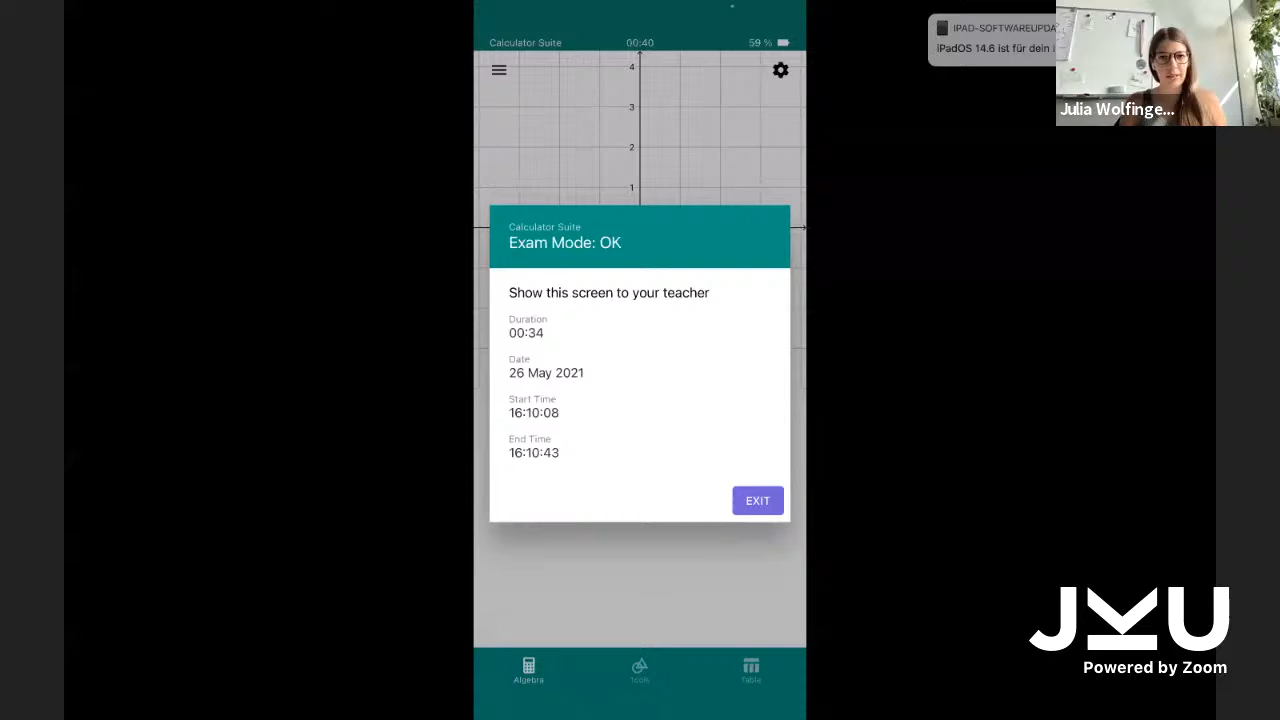 Calculator Suite 00:40 59 %
IPAD-SOFTWAREUPDA
iPadOS 14.6 ist für dein
Julia Wolfinge...
4
3
2
1
Calculator Suite
Exam Mode: OK
Show this screen to your teacher
Duration
00:34
Date
26 May 2021
Start Time
16:10:08
End Time
16:10:43
EXIT
Algebra Tools Table
JKU
Powered by Zoom